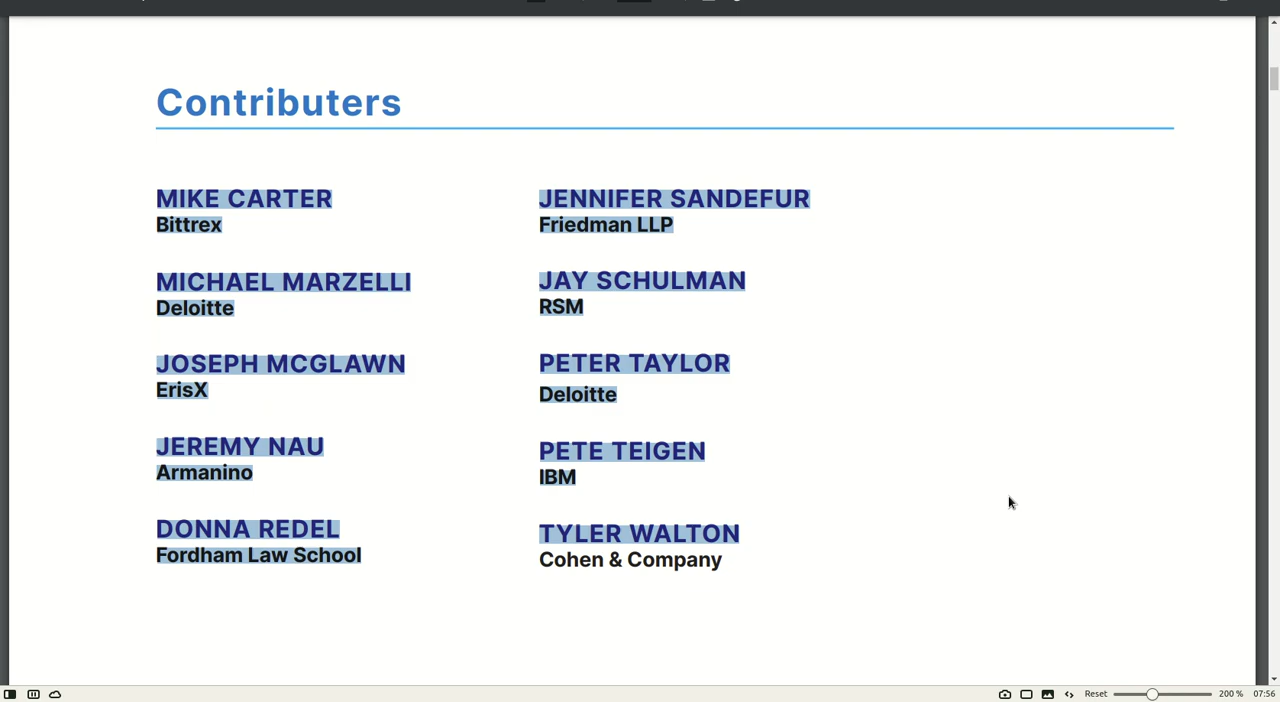 Contributers
MIKE CARTER
Bittrex
MICHAEL MARZELLI
Deloitte
JOSEPH MCGLAWN
ErisX
JEREMY NAU
Armanino
DONNA REDEL
Fordham Law School
JENNIFER SANDEFUR
Friedman LLP
JAY SCHULMAN
RSM
PETER TAYLOR
Deloitte
PETE TEIGEN
IBM
TYLER WALTON
Cohen & Company
Reset 200 % 07:56